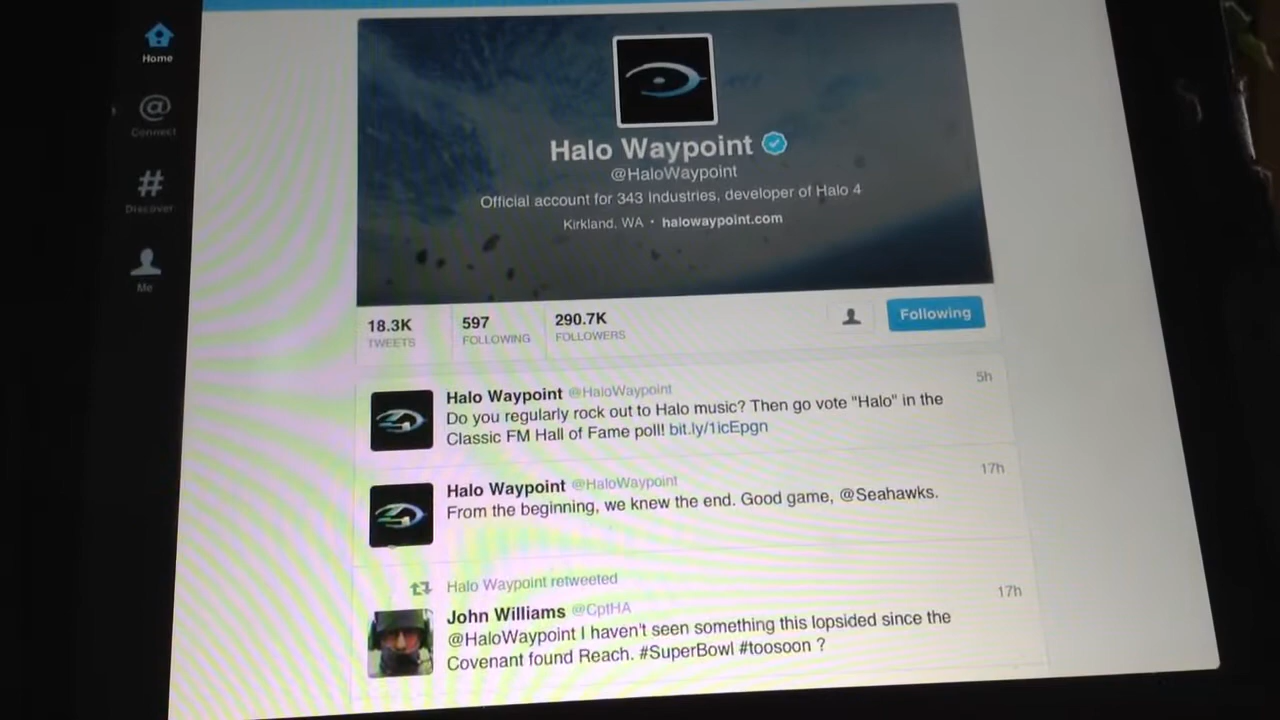 Home
@
Connect
#
Discover
Me
Halo Waypoint
@HaloWaypoint
Official account for 343 Industries, developer of Halo 4
Kirkland, WA • halowaypoint.com
18.3K
TWEETS
597
FOLLOWING
290.7K
FOLLOWERS
Following
Halo Waypoint @HaloWaypoint 5h
Do you regularly rock out to Halo music? Then go vote "Halo" in the
Classic FM Hall of Fame poll! bit.ly/1icEpgn
Halo Waypoint @HaloWaypoint 17h
From the beginning, we knew the end. Good game, @Seahawks.
Halo Waypoint retweeted
John Williams @CptHA 17h
@HaloWaypoint I haven't seen something this lopsided since the
Covenant found Reach. #SuperBowl #toosoon ?